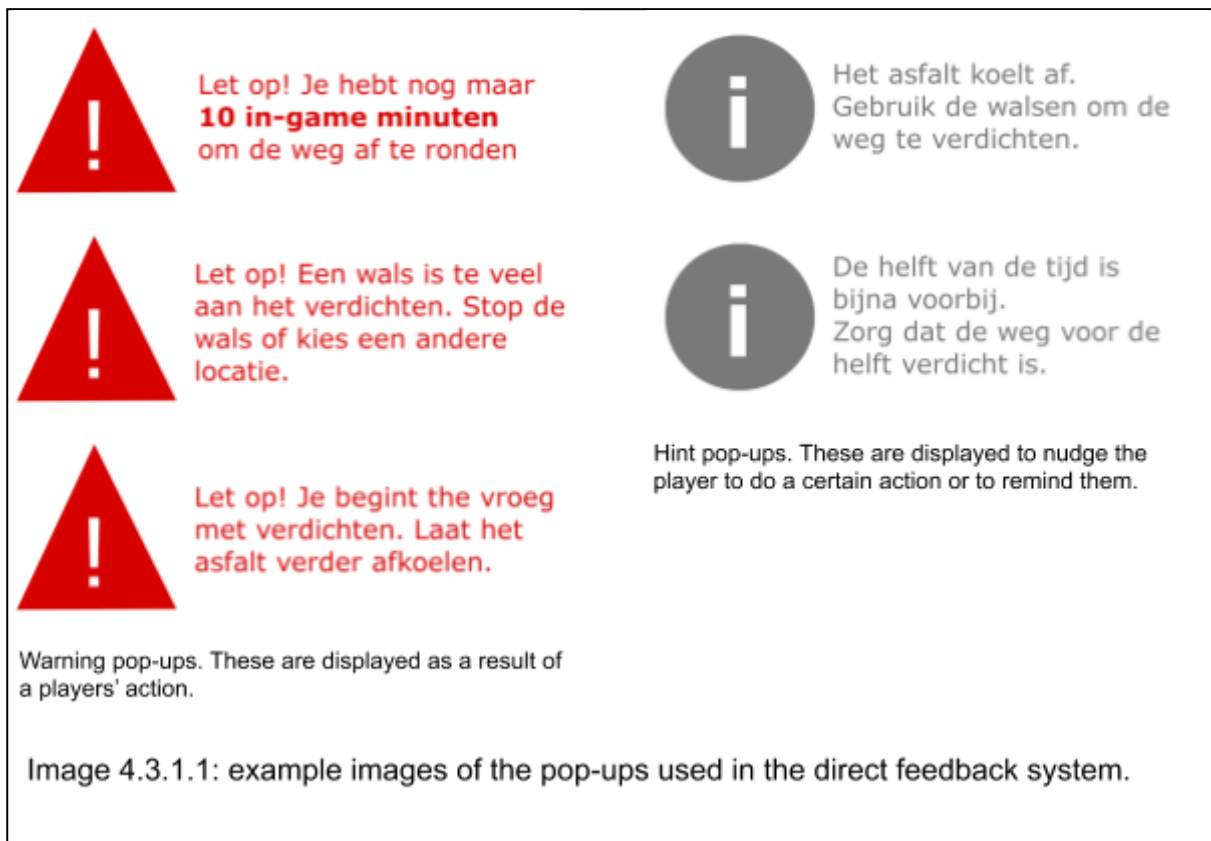 !
Let op! Je hebt nog maar
10 in-game minuten
om de weg af te ronden
!
Let op! Een wals is te veel
aan het verdichten. Stop de
wals of kies een andere
locatie.
!
Let op! Je begint the vroeg
met verdichten. Laat het
asfalt verder afkoelen.
Warning pop-ups. These are displayed as a result of
a players' action.
i
Het asfalt koelt af.
Gebruik de walsen om de
weg te verdichten.
i
De helft van de tijd is
bijna voorbij.
Zorg dat de weg voor de
helft verdicht is.
Hint pop-ups. These are displayed to nudge the
player to do a certain action or to remind them.
Image 4.3.1.1: example images of the pop-ups used in the direct feedback system.